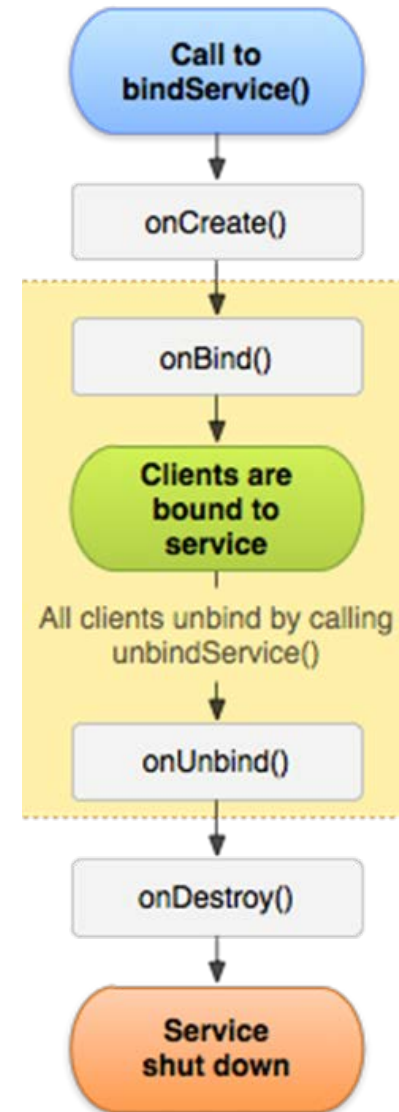 Call to
bindService()
onCreate()
onBind()
Clients are
bound to
service
All clients unbind by calling
unbindService()
onUnbind()
onDestroy()
Service
shut down